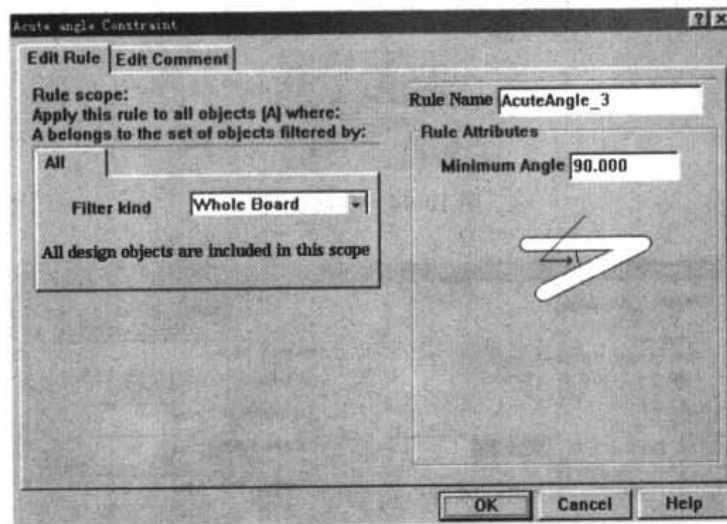 Acute angle Constraint
Edit Rule
Edit Comment
Rule scope:
Apply this rule to all objects (A) where:
A belongs to the set of objects filtered by:
All
Filter kind
Whole Board
All design objects are included in this scope
Rule Name
AcuteAngle_3
Rule Attributes
Minimum Angle
90.000
OK
Cancel
Help